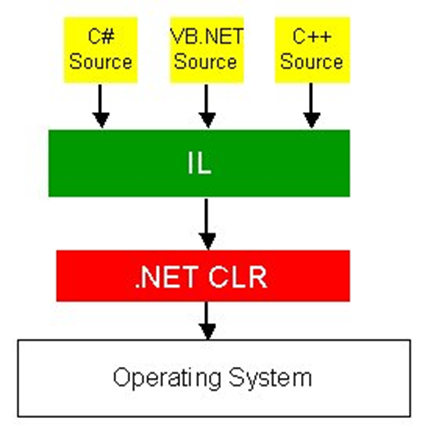 C#
Source
VB.NET
Source
C++
Source
IL
.NET CLR
Operating System